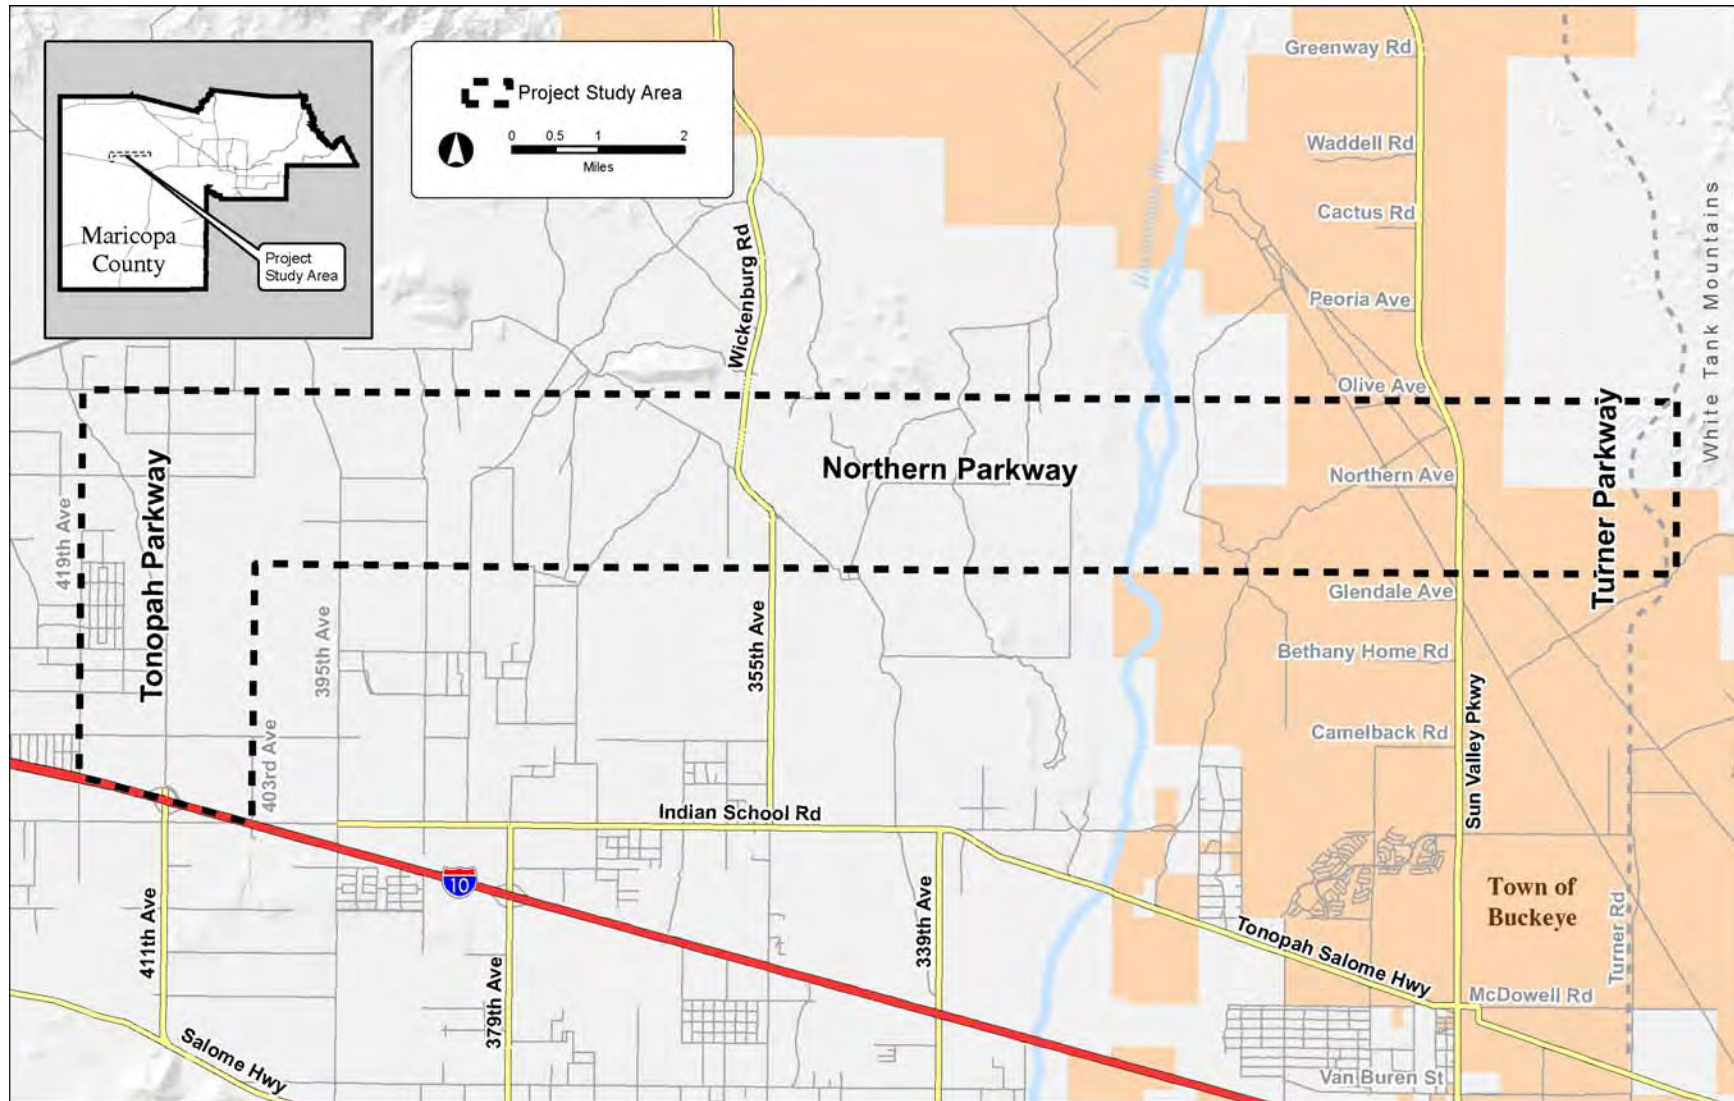 Greenway Rd
Project Study Area
0 0.5 1 2
Miles
Waddell Rd
Cactus Rd
Maricopa
County
Project
Study Area
Wickenburg Rd
Peoria Ave
White Tank Mountains
Olive Ave
Northern Parkway
Northern Ave
Turner Parkway
419th Ave
Tonopah Parkway
Glendale Ave
395th Ave
355th Ave
Bethany Home Rd
Camelback Rd
Sun Valley Pkwy
403rd Ave
Indian School Rd
10
Town of
Buckeye
411th Ave
339th Ave
Turner Rd
Tonopah Salome Hwy
379th Ave
McDowell Rd
Salome Hwy
Van Buren St